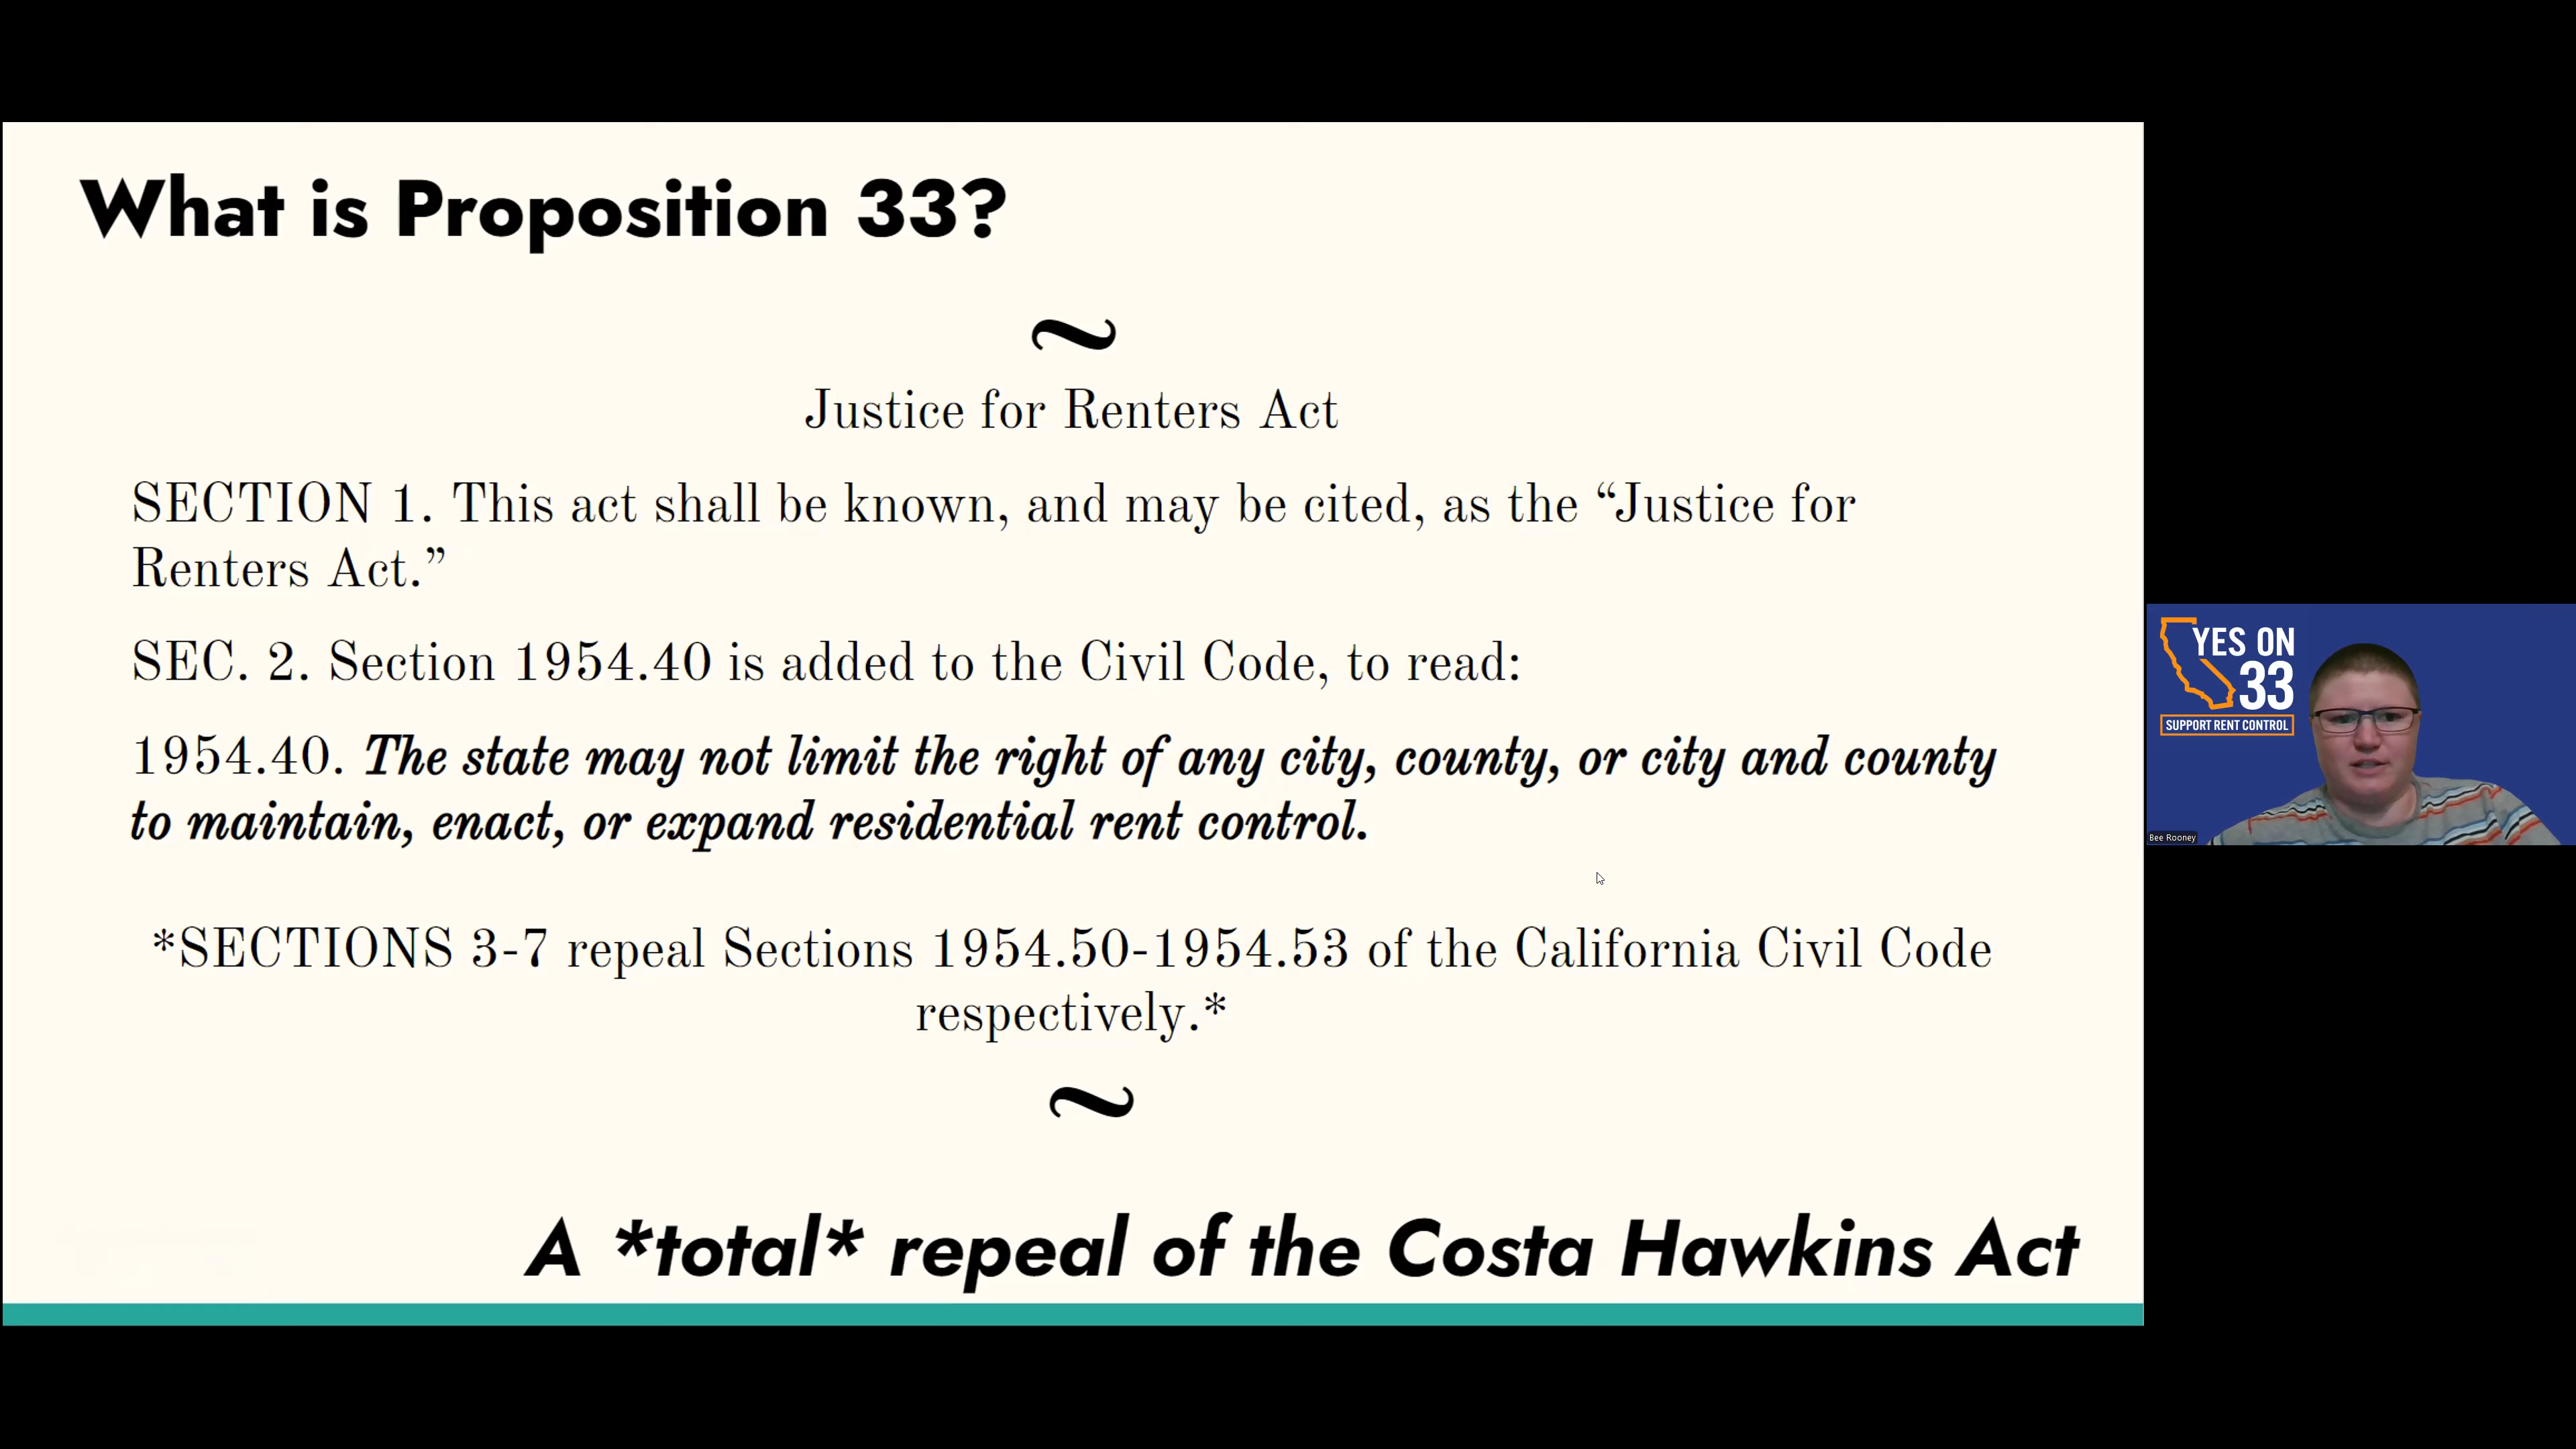 What is Proposition 33?
~
Justice for Renters Act
SECTION 1. This act shall be known, and may be cited, as the “Justice for
Renters Act.”
SEC. 2. Section 1954.40 is added to the Civil Code, to read:
1954.40. The state may not limit the right of any city, county, or city and county
to maintain, enact, or expand residential rent control.
*SECTIONS 3-7 repeal Sections 1954.50-1954.53 of the California Civil Code
respectively.*
~
A *total* repeal of the Costa Hawkins Act
YES ON
33
SUPPORT RENT CONTROL
Bee Rooney